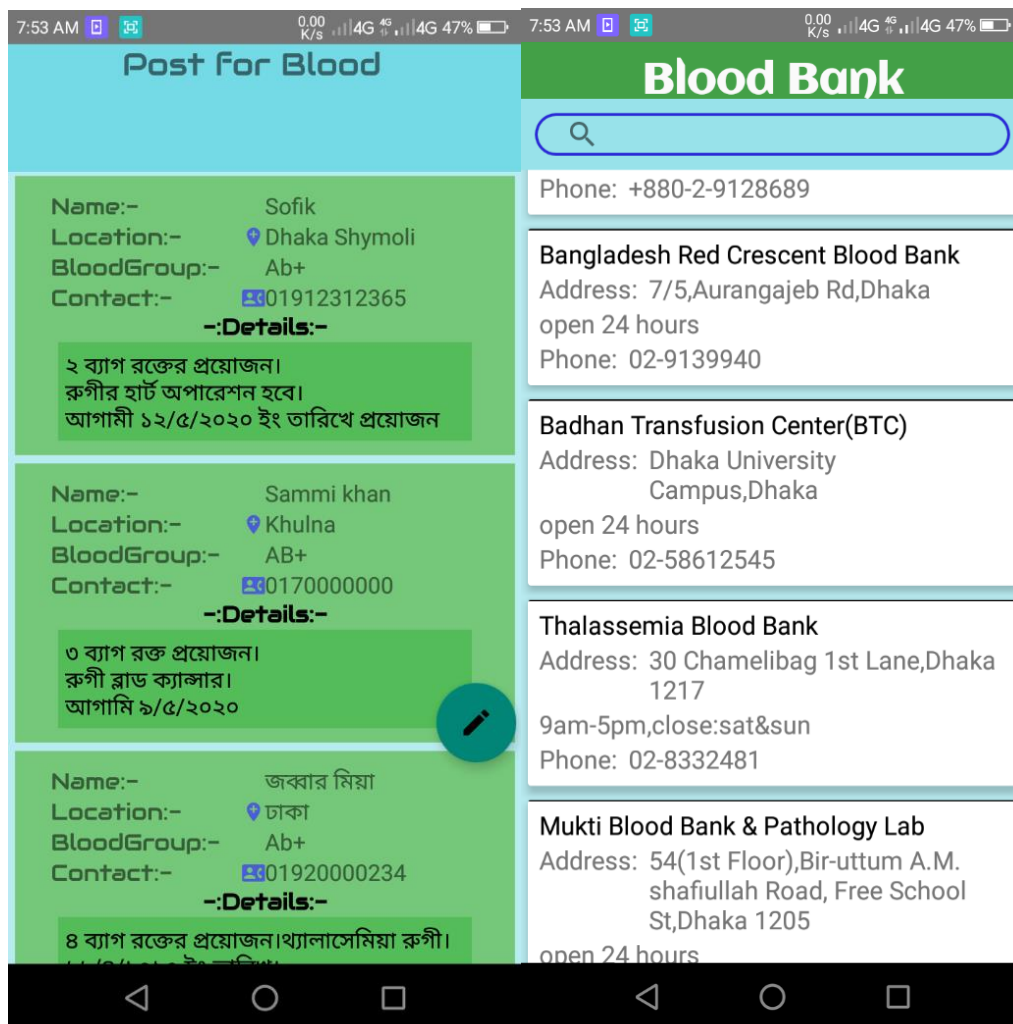 7:53 AM
0.00 K/s 4G 4G 4G 47%
Post for Blood
Name:- Sofik
Location:- Dhaka Shymoli
BloodGroup:- Ab+
Contact:- 01912312365
-:Details:-
২ ব্যাগ রক্তের প্রয়োজন।
রুগীর হার্ট অপারেশন হবে।
আগামী ১২/৫/২০২০ ইং তারিখে প্রয়োজন
Name:- Sammi khan
Location:- Khulna
BloodGroup:- AB+
Contact:- 0170000000
-:Details:-
৩ ব্যাগ রক্ত প্রয়োজন।
রুগী ব্লাড ক্যান্সার।
আগামি ৯/৫/২০২০
Name:- জব্বার মিয়া
Location:- ঢাকা
BloodGroup:- Ab+
Contact:- 01920000234
-:Details:-
৪ ব্যাগ রক্তের প্রয়োজন।থ্যালাসেমিয়া রুগী।
7:53 AM
0.00 K/s 4G 4G 4G 47%
Blood Bank
Phone: +880-2-9128689
Bangladesh Red Crescent Blood Bank
Address: 7/5,Aurangajeb Rd,Dhaka
open 24 hours
Phone: 02-9139940
Badhan Transfusion Center(BTC)
Address: Dhaka University
Campus,Dhaka
open 24 hours
Phone: 02-58612545
Thalassemia Blood Bank
Address: 30 Chamelibag 1st Lane,Dhaka
1217
9am-5pm,close:sat&sun
Phone: 02-8332481
Mukti Blood Bank & Pathology Lab
Address: 54(1st Floor),Bir-uttum A.M.
shafiullah Road, Free School
St,Dhaka 1205
open 24 hours